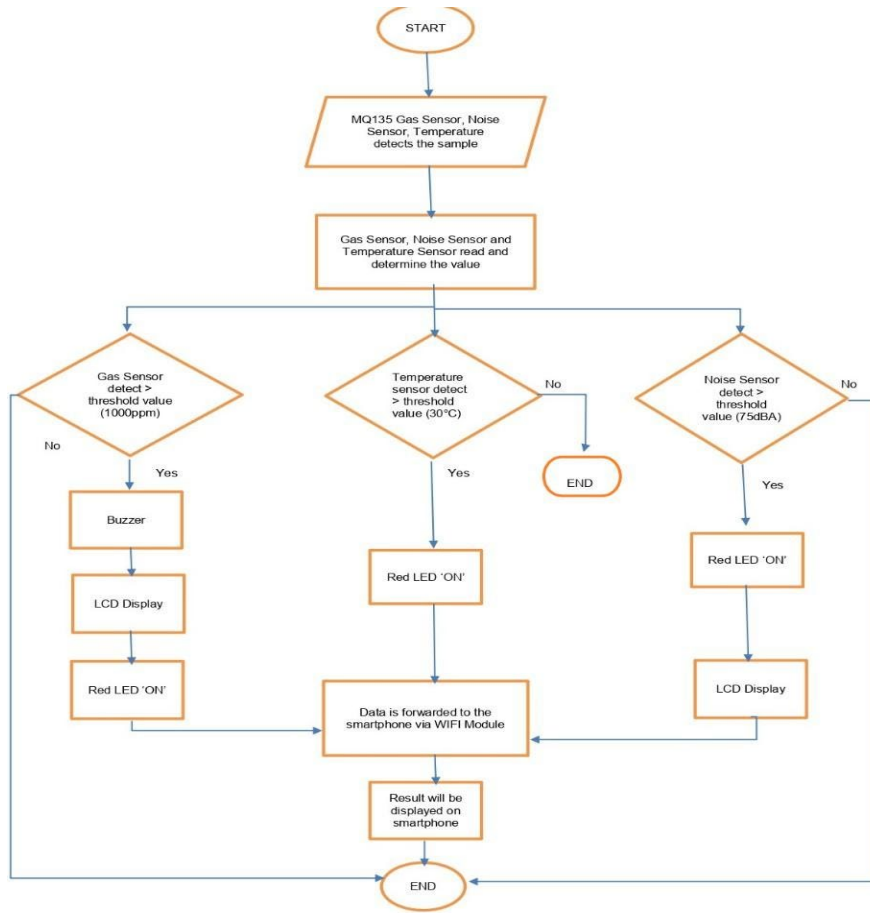 START
MQ135 Gas Sensor, Noise
Sensor, Temperature
detects the sample
Gas Sensor, Noise Sensor and
Temperature Sensor read and
determine the value
Gas Sensor
detect >
threshold value
(1000ppm)
No
Yes
Temperature
sensor detect
> threshold
value (30°C)
No
Yes
END
Noise Sensor
detect >
threshold
value (75dBA)
No
Yes
Buzzer
LCD Display
Red LED 'ON'
Red LED 'ON'
Red LED 'ON'
LCD Display
Data is forwarded to the
smartphone via WIFI Module
Result will be
displayed on
smartphone
END